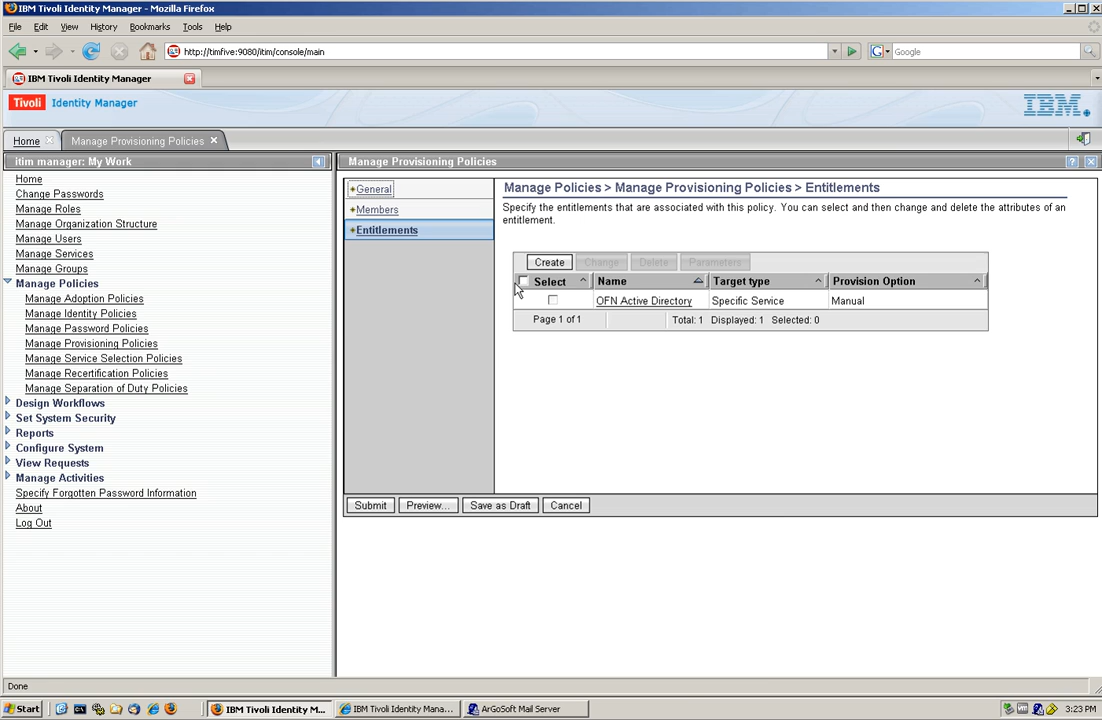 IBM Tivoli Identity Manager - Mozilla Firefox
File Edit View History Bookmarks Tools Help
http://timfive:9080/itim/console/main
Google
IBM Tivoli Identity Manager
Tivoli Identity Manager
IBM
Home
Manage Provisioning Policies
itim manager: My Work
Manage Provisioning Policies
Home
Change Passwords
Manage Roles
Manage Organization Structure
Manage Users
Manage Services
Manage Groups
Manage Policies
Manage Adoption Policies
Manage Identity Policies
Manage Password Policies
Manage Provisioning Policies
Manage Service Selection Policies
Manage Recertification Policies
Manage Separation of Duty Policies
Design Workflows
Set System Security
Reports
Configure System
View Requests
Manage Activities
Specify Forgotten Password Information
About
Log Out
General
Members
Entitlements
Manage Policies > Manage Provisioning Policies > Entitlements
Specify the entitlements that are associated with this policy. You can select and then change and delete the attributes of an
entitlement.
Create Change Delete Parameters
Select Name Target type Provision Option
OFN Active Directory Specific Service Manual
Page 1 of 1 Total: 1 Displayed: 1 Selected: 0
Submit Preview... Save as Draft Cancel
Done
Start IBM Tivoli Identity M... IBM Tivoli Identity Mana... ArGoSoft Mail Server 3:23 PM